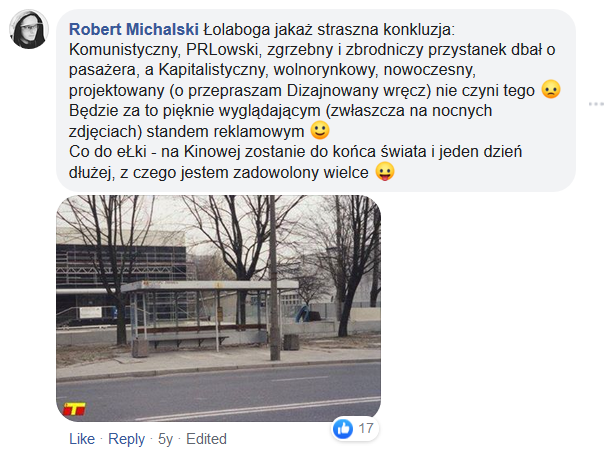 Robert Michalski Łolaboga jakaż straszna konkluzja:
Komunistyczny, PRLowski, zgrzebny i zbrodniczy przystanek dbał o
pasażera, a Kapitalistyczny, wolnorynkowy, nowoczesny,
projektowany (o przepraszam Dizajnowany wręcz) nie czyni tego 😟
Będzie za to pięknie wyglądającym (zwłaszcza na nocnych
zdjęciach) standem reklamowym 🙂
Co do eŁki - na Kinowej zostanie do końca świata i jeden dzień
dłużej, z czego jestem zadowolony wielce 😛
Like · Reply · 5y · Edited
17